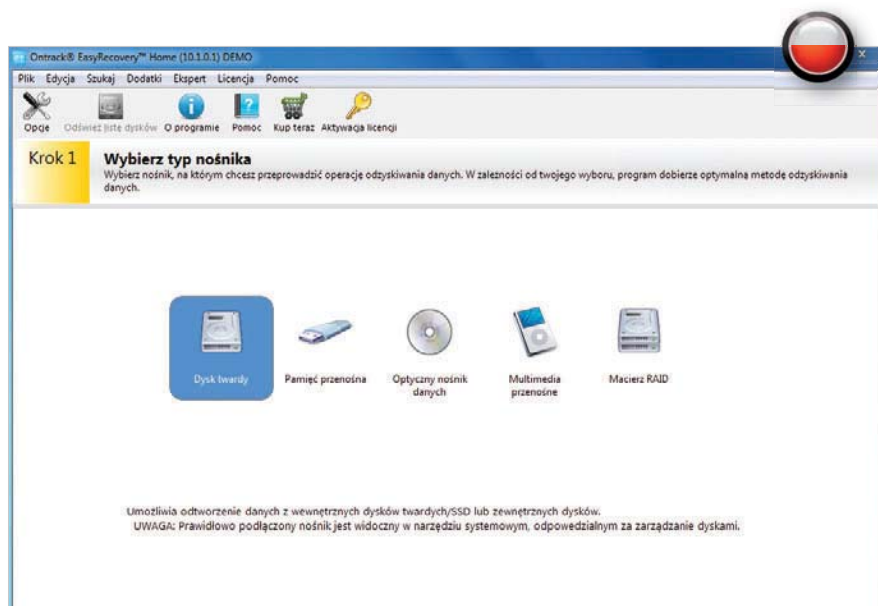 Ontrack® EasyRecovery™ Home (10.1.0.1) DEMO
Plik Edycja Szukaj Dodatki Ekspert Licencja Pomoc
Opcje Odśwież listę dysków O programie Pomoc Kup teraz Aktywacja licencji
Krok 1
Wybierz typ nośnika
Wybierz nośnik, na którym chcesz przeprowadzić operację odzyskiwania danych. W zależności od twojego wyboru, program dobierze optymalną metodę odzyskiwania
danych.
Dysk twardy
Pamięć przenośna
Optyczny nośnik
danych
Multimedia
przenośne
Macierz RAID
Umożliwia odtworzenie danych z wewnętrznych dysków twardych/SSD lub zewnętrznych dysków.
UWAGA: Prawidłowo podłączony nośnik jest widoczny w narzędziu systemowym, odpowiedzialnym za zarządzanie dyskami.